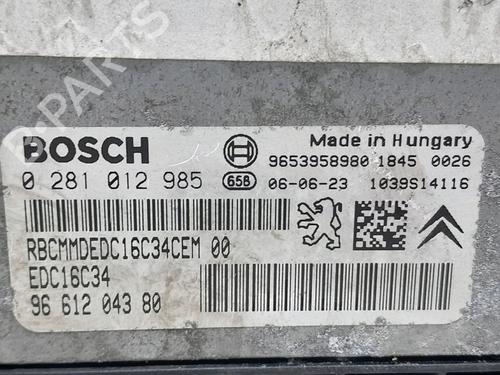 B-PARTS
BOSCH
Made in Hungary
9653958980 1845 0026
0 281 012 985 658 06-06-23 1039S14116
RBCMMDEDC16C34CEM 00
EDC16C34
96 612 043 80